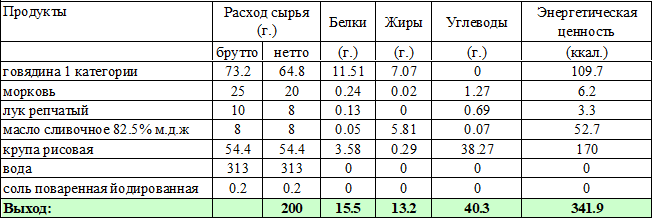 Продукты Расход сырья Белки Жиры Углеводы Энергетическая
(г.) ценность
брутто нетто (г.) (г.) (г.) (ккал.)
говядина 1 категории 73.2 64.8 11.51 7.07 0 109.7
морковь 25 20 0.24 0.02 1.27 6.2
лук репчатый 10 8 0.13 0 0.69 3.3
масло сливочное 82.5% м.д.ж 8 8 0.05 5.81 0.07 52.7
крупа рисовая 54.4 54.4 3.58 0.29 38.27 170
вода 313 313 0 0 0 0
соль поваренная йодированная 0.2 0.2 0 0 0 0
Выход: 200 15.5 13.2 40.3 341.9